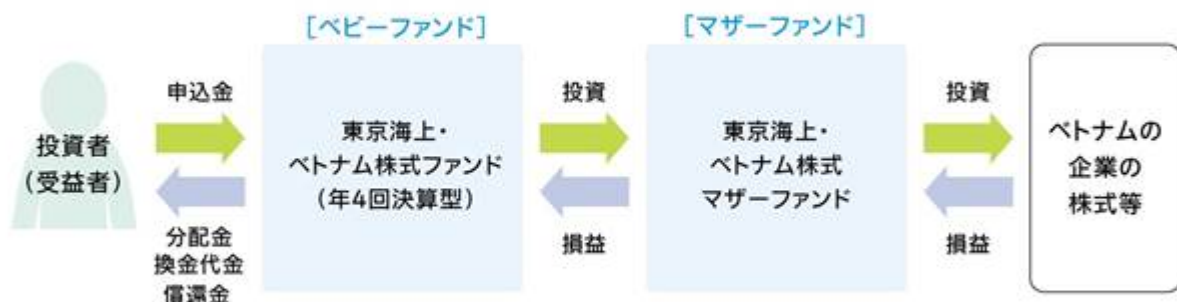 [ベビーファンド]
[マザーファンド]
投資者
(受益者)
申込金
分配金
換金代金
償還金
東京海上・
ベトナム株式ファンド
(年4回決算型)
投資
損益
東京海上・
ベトナム株式
マザーファンド
投資
損益
ベトナムの
企業の
株式等